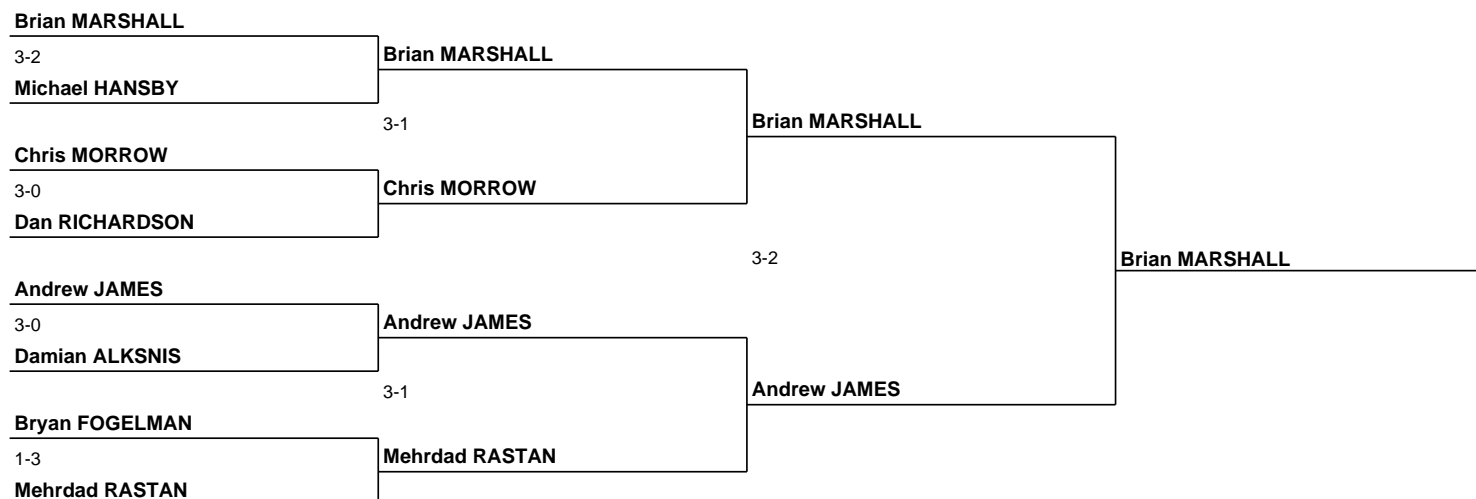 Brian MARSHALL
3-2
Brian MARSHALL
Michael HANSBY
3-1
Brian MARSHALL
Chris MORROW
3-0
Chris MORROW
Dan RICHARDSON
3-2
Brian MARSHALL
Andrew JAMES
3-0
Andrew JAMES
Damian ALKSNIS
3-1
Andrew JAMES
Bryan FOGELMAN
1-3
Mehrdad RASTAN
Mehrdad RASTAN